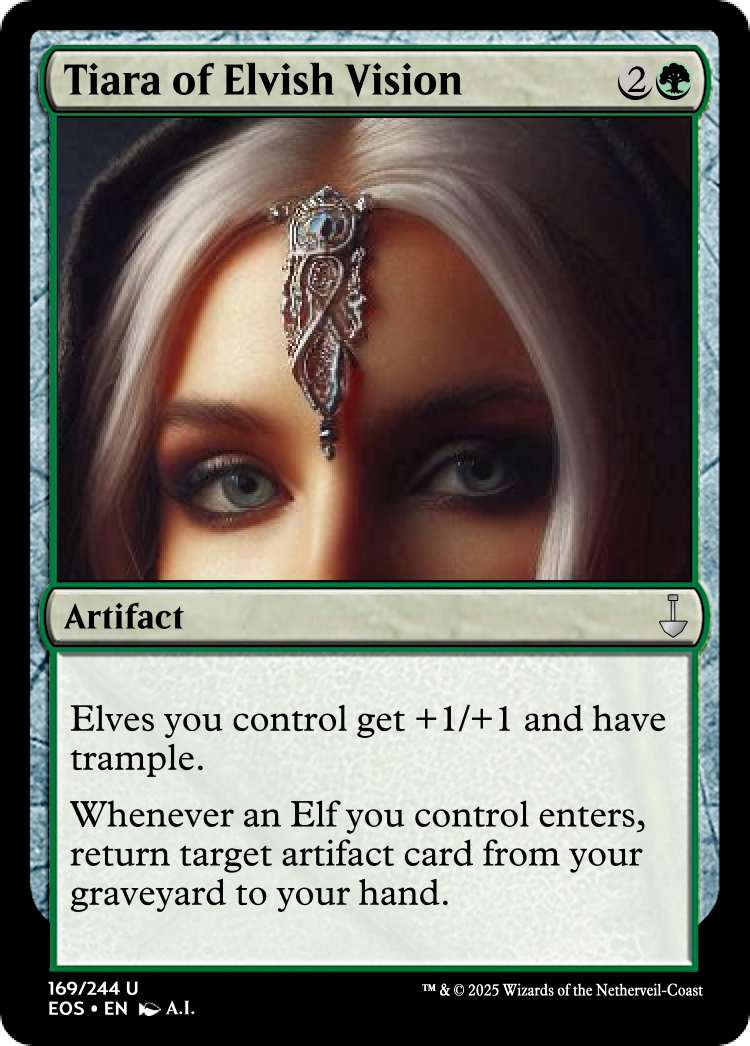 Tiara of Elvish Vision 2
Artifact
Elves you control get +1/+1 and have
trample.
Whenever an Elf you control enters,
return target artifact card from your
graveyard to your hand.
169/244 U
EOS • EN A.I.
™ & © 2025 Wizards of the Netherveil-Coast